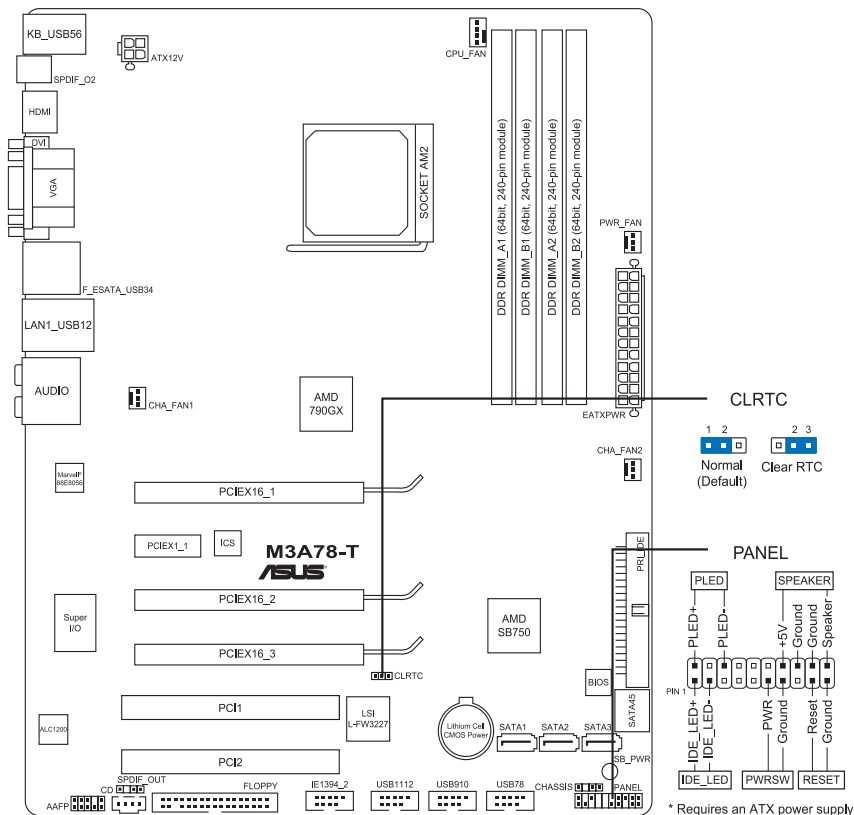 KB_USB56
ATX12V
CPU_FAN
SPDIF_O2
HDMI
DVI
VGA
SOCKET AM2
DDR DIMM_A1 (64bit, 240-pin module)
DDR DIMM_B1 (64bit, 240-pin module)
DDR DIMM_A2 (64bit, 240-pin module)
DDR DIMM_B2 (64bit, 240-pin module)
PWR_FAN
F_ESATA_USB34
LAN1_USB12
AUDIO
CHA_FAN1
AMD
790GX
EATXPWR
CLRTC
1 2
2 3
Normal
(Default)
Clear RTC
CHA_FAN2
Marvell®
88E8056
PCIEX16_1
PCIEX1_1
ICS
M3A78-T
ASUS
PRI_IDE
PANEL
PLED
SPEAKER
PLED+
PLED-
+5V
Ground
Ground
Speaker
PIN 1
IDE_LED+
IDE_LED-
PWR
Ground
Reset
Ground
IDE_LED
PWRSW
RESET
* Requires an ATX power supply
PCIEX16_2
Super
I/O
AMD
SB750
PCIEX16_3
CLRTC
BIOS
PCI1
LSI
L-FW3227
Lithium Cell
CMOS Power
SATA1
SATA2
SATA3
SATA45
ALC1200
PCI2
SB_PWR
SPDIF_OUT
CD
AAFP
FLOPPY
IE1394_2
USB1112
USB910
USB78
CHASSIS
PANEL